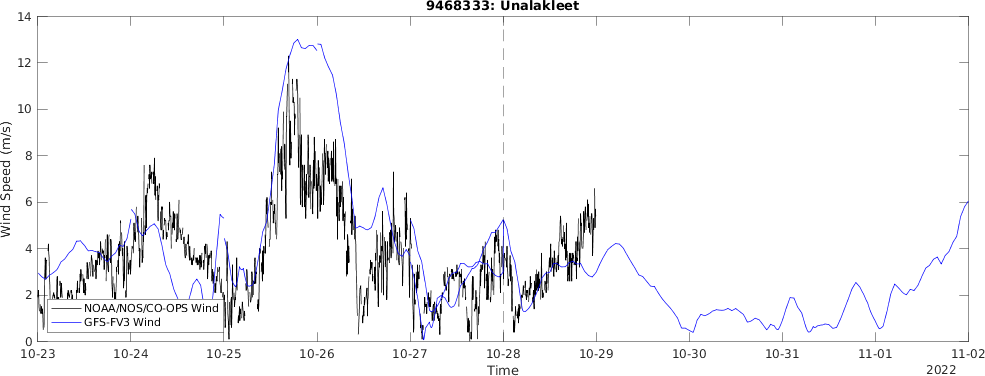 9468333: Unalakleet
14
12
10
8
6
4
2
0
Wind Speed (m/s)
NOAA/NOS/CO-OPS Wind
GFS-FV3 Wind
10-23 10-24 10-25 10-26 10-27 10-28 10-29 10-30 10-31 11-01 11-02
Time
2022